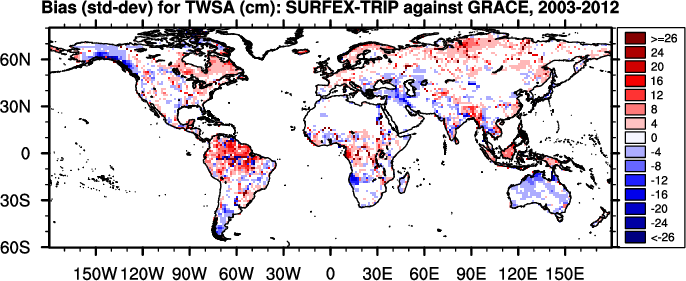 Bias (std-dev) for TWSA (cm): SURFEX-TRIP against GRACE, 2003-2012
60N
30N
0
30S
60S
150W 120W 90W 60W 30W 0 30E 60E 90E 120E 150E
>=26
24
20
16
12
8
4
0
-4
-8
-12
-16
-20
-24
<-26